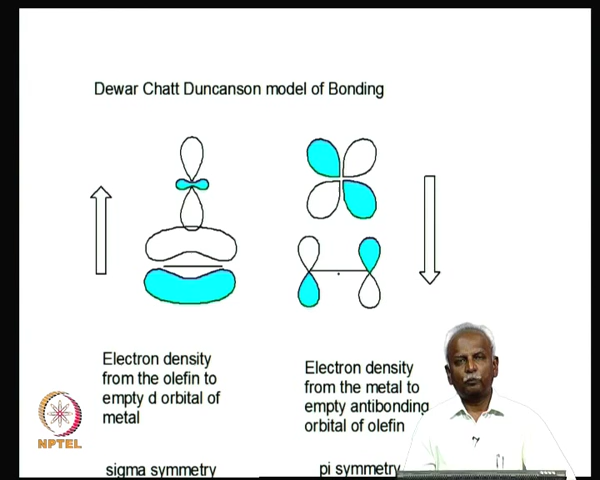 Dewar Chatt Duncanson model of Bonding
Electron density
from the olefin to
empty d orbital of
metal
Electron density
from the metal to
empty antibonding
orbital of olefin
NPTEL
sigma symmetry
pi symmetry